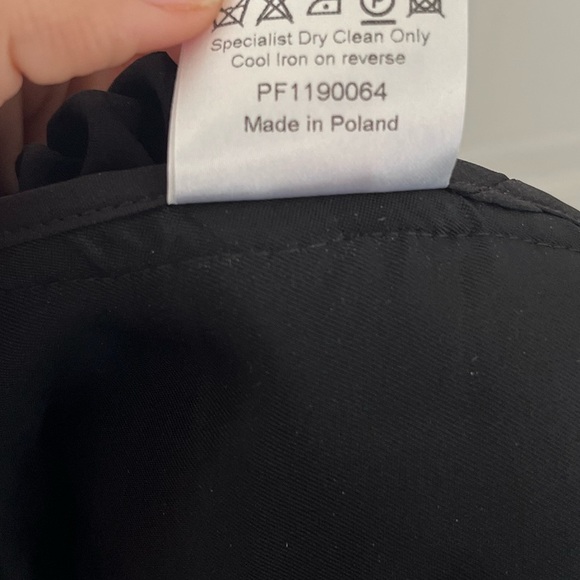 Specialist Dry Clean Only
Cool Iron on reverse
PF1190064
Made in Poland